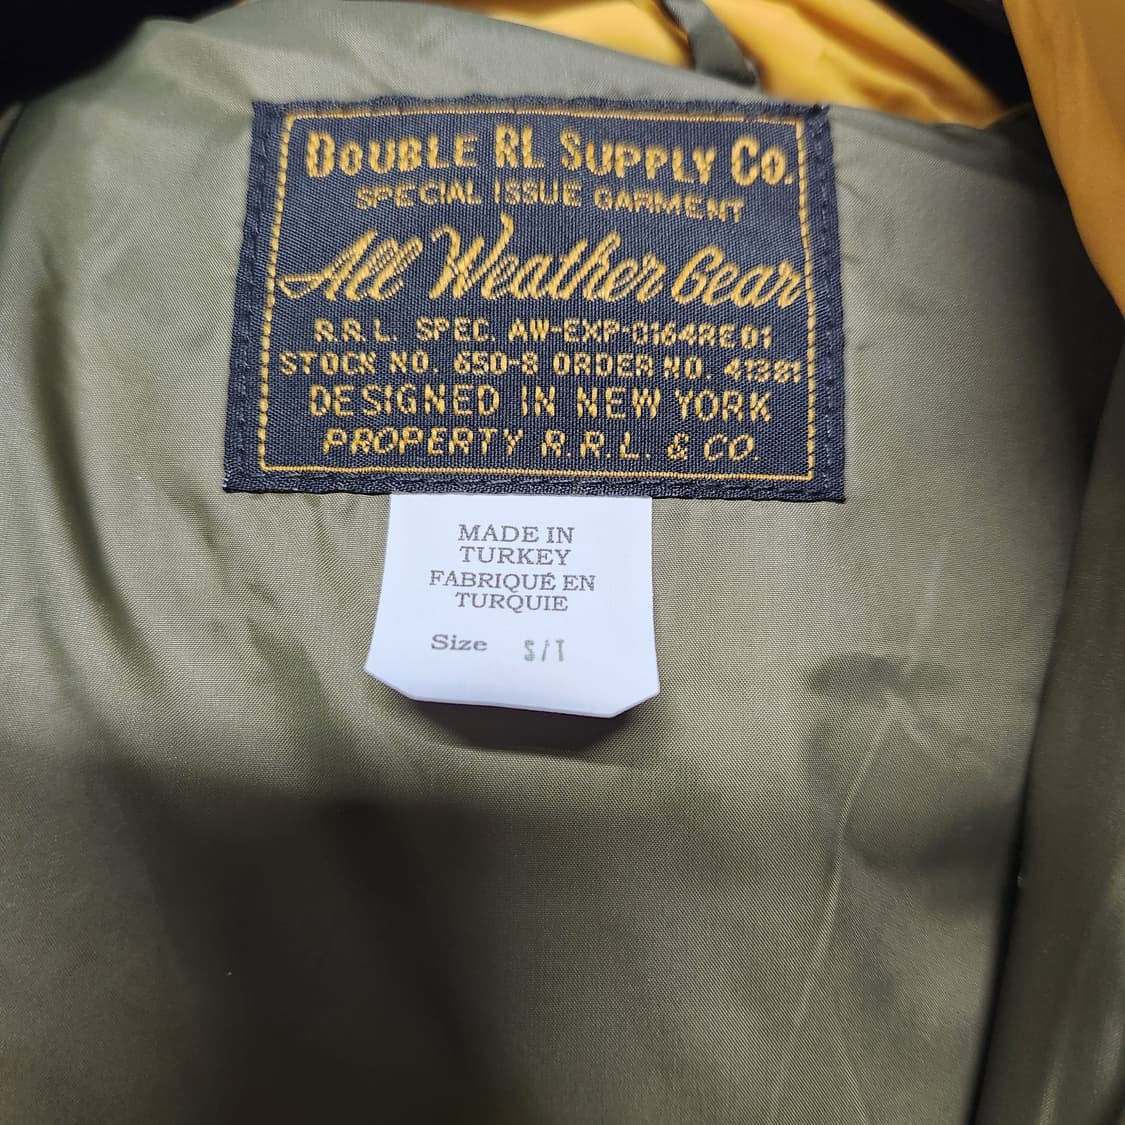 DOUBLE RL SUPPLY CO.
SPECIAL ISSUE GARMENT
All Weather Gear
R.R.L. SPEC. AW-EXP-0164RE01
STOCK NO. 650-8 ORDER NO. 41381
DESIGNED IN NEW YORK
PROPERTY R.R.L. & CO.
MADE IN
TURKEY
FABRIQUÉ EN
TURQUIE
Size S/T